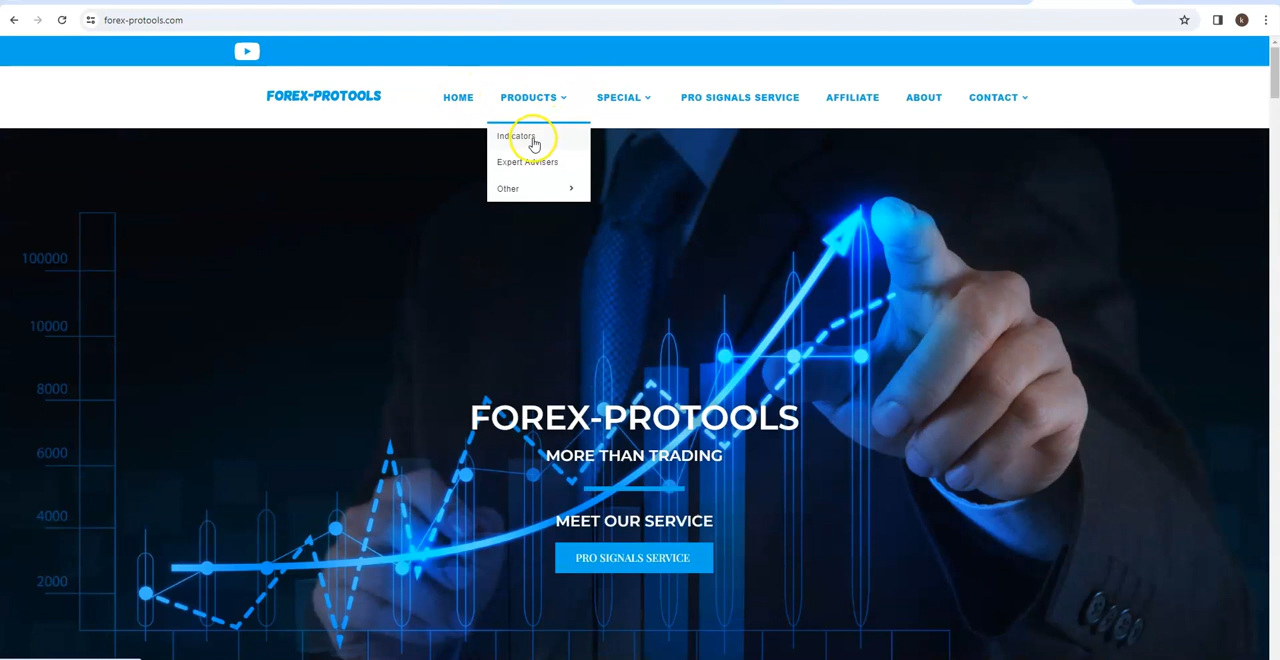 forex-protools.com
k
FOREX-PROTOOLS HOME PRODUCTS SPECIAL PRO SIGNALS SERVICE AFFILIATE ABOUT CONTACT
Indicators
Expert Advisers
Other
100000
10000
8000
6000
4000
2000
FOREX-PROTOOLS
MORE THAN TRADING
MEET OUR SERVICE
PRO SIGNALS SERVICE